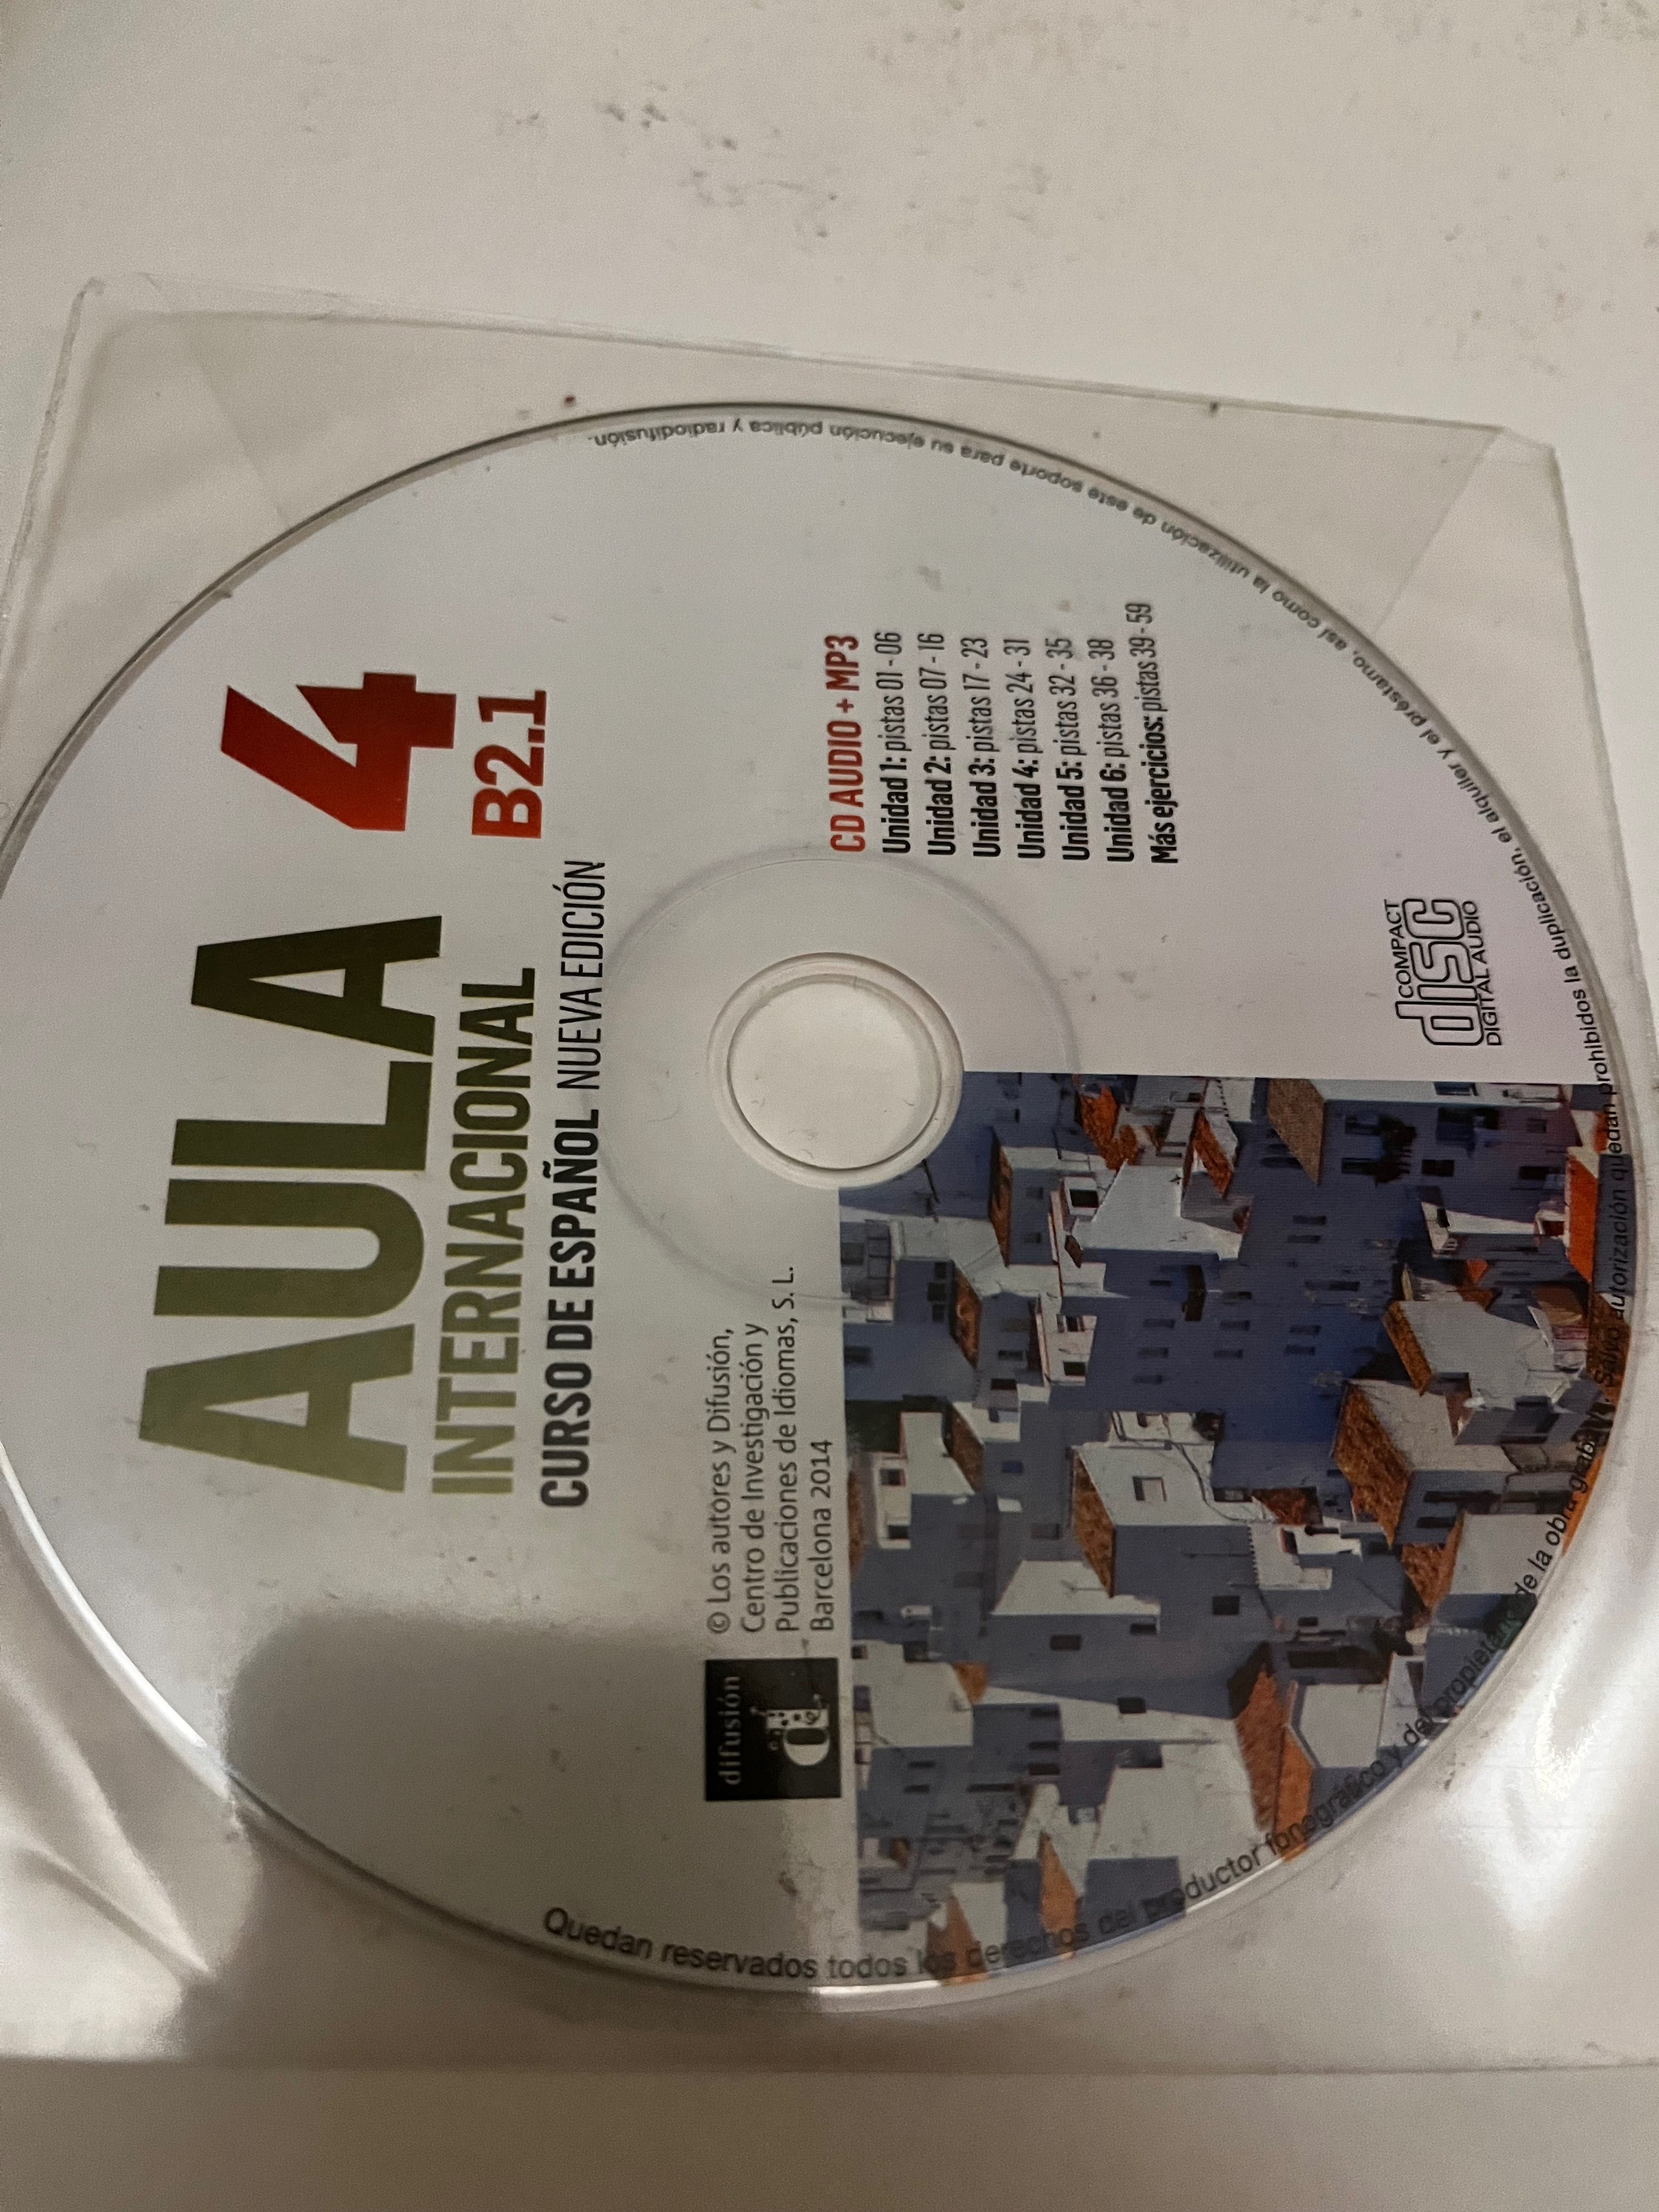 AULA 4
INTERNACIONAL B2.1
CURSO DE ESPAÑOL NUEVA EDICIÓN
© Los autores y Difusión,
Centro de Investigación y
Publicaciones de Idiomas, S. L.
Barcelona 2014
difusión
CD AUDIO + MP3
Unidad 1: pistas 01 - 06
Unidad 2: pistas 07 - 16
Unidad 3: pistas 17 - 23
Unidad 4: pistas 24 - 31
Unidad 5: pistas 32 - 35
Unidad 6: pistas 36 - 38
Más ejercicios: pistas 39 - 59
COMPACT
disc
DIGITAL AUDIO
Quedan reservados todos los derechos del productor fonográfico y del propietario de la obra grabada. Salvo autorización quedan prohibidos la duplicación, el alquiler y el préstamo, así como la utilización de este soporte para su ejecución pública y radiodifusión.